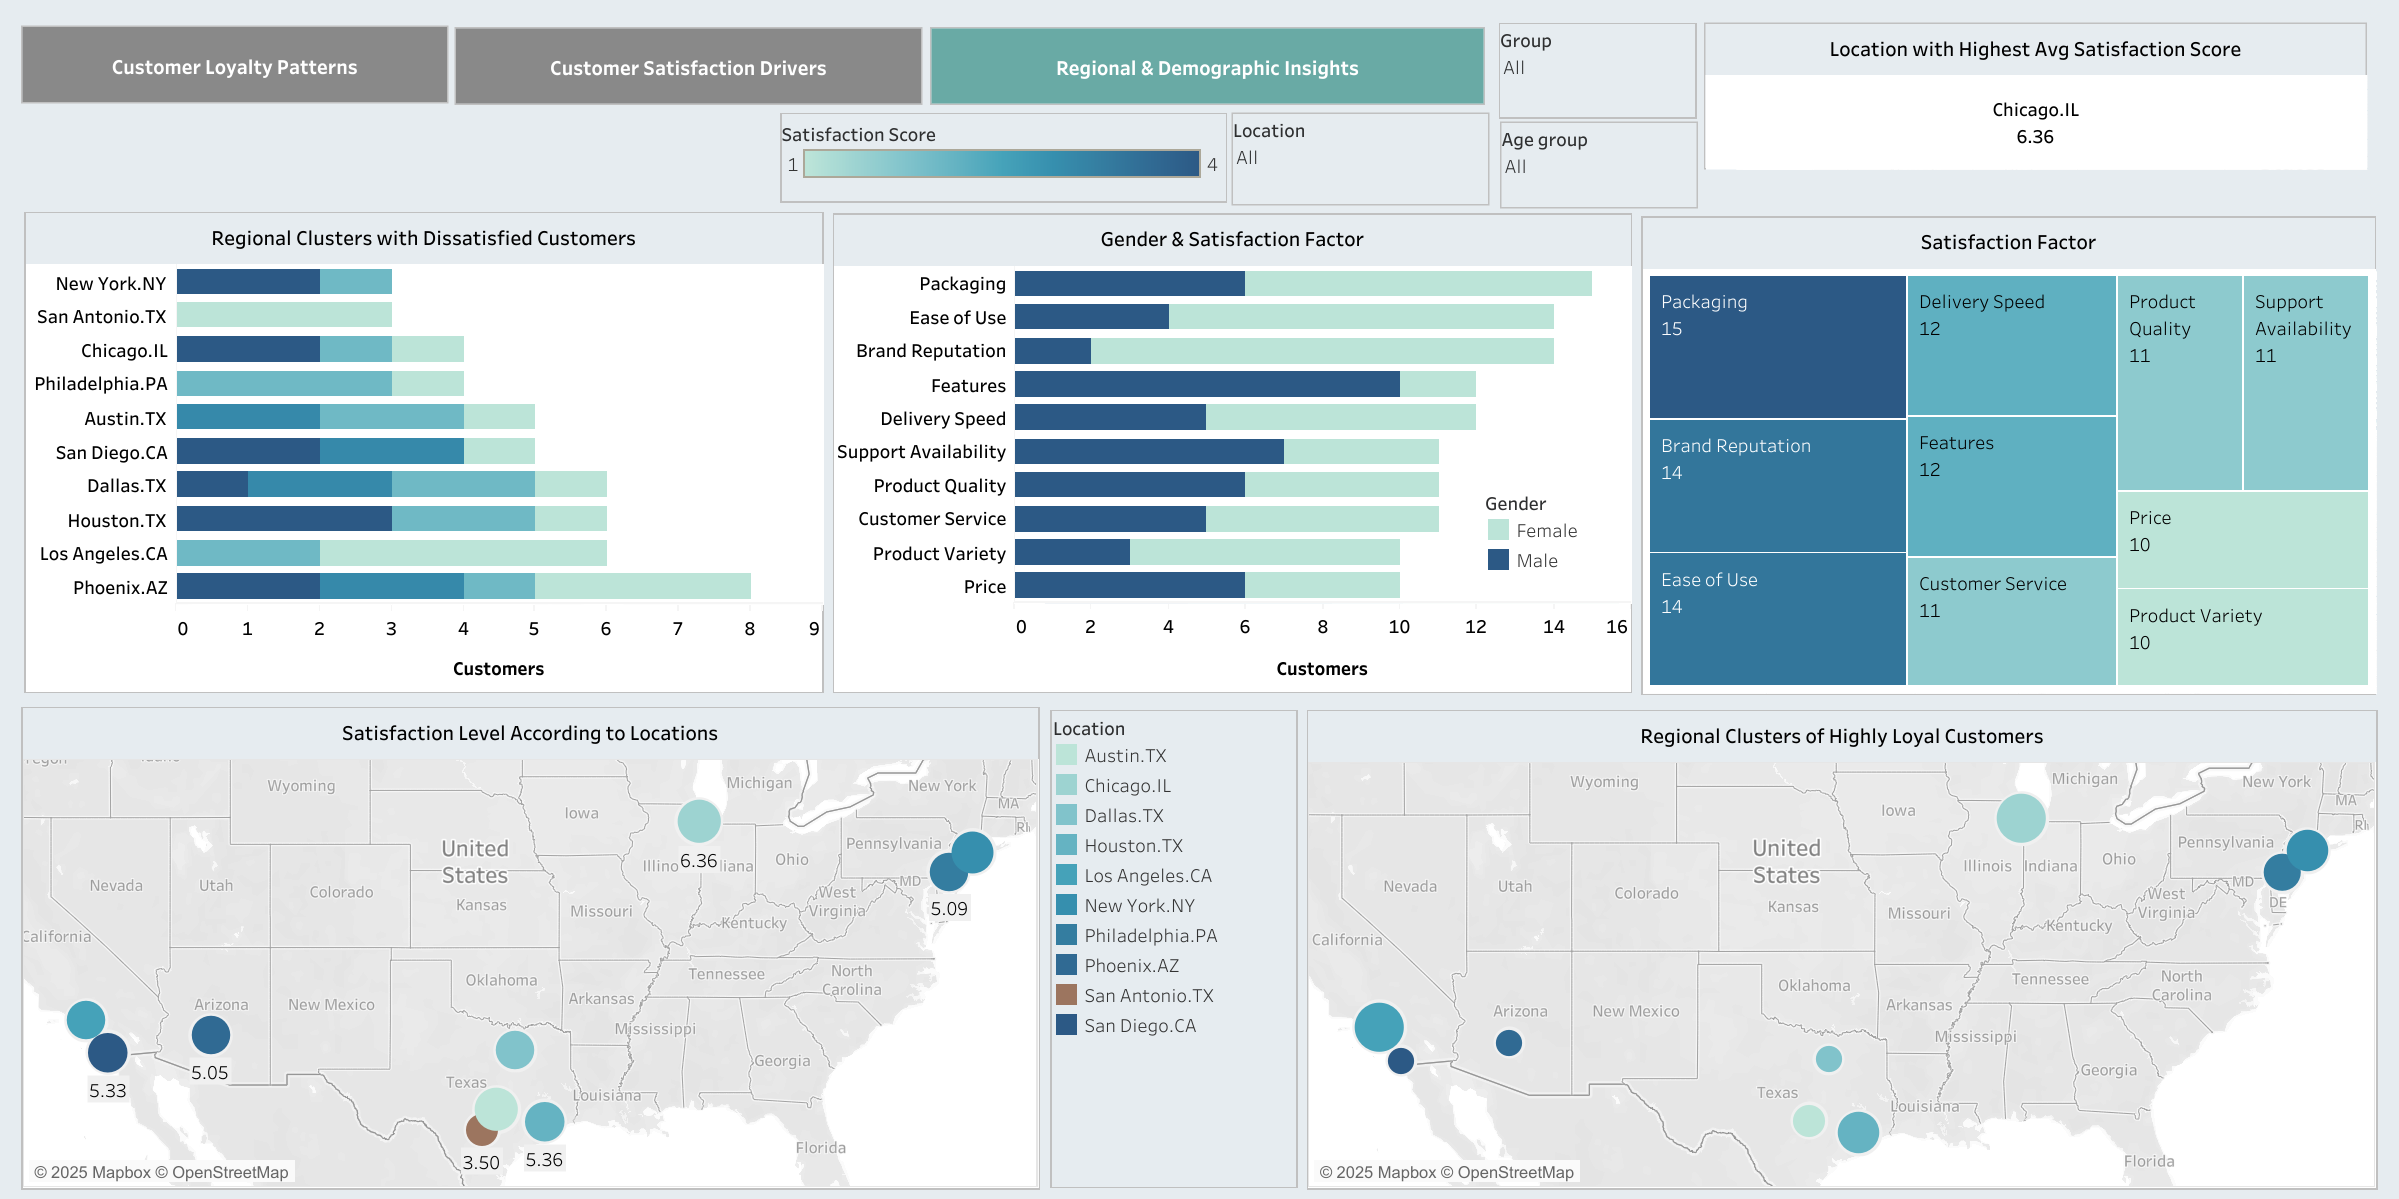 Customer Loyalty Patterns
Customer Satisfaction Drivers
Regional & Demographic Insights
Group
All
Location with Highest Avg Satisfaction Score
Chicago.IL
6.36
Satisfaction Score
1
4
Location
All
Age group
All
Regional Clusters with Dissatisfied Customers
New York.NY
San Antonio.TX
Chicago.IL
Philadelphia.PA
Austin.TX
San Diego.CA
Dallas.TX
Houston.TX
Los Angeles.CA
Phoenix.AZ
0 1 2 3 4 5 6 7 8 9
Customers
Gender & Satisfaction Factor
Packaging
Ease of Use
Brand Reputation
Features
Delivery Speed
Support Availability
Product Quality
Customer Service
Product Variety
Price
Gender
Female
Male
0 2 4 6 8 10 12 14 16
Customers
Satisfaction Factor
Packaging
15
Brand Reputation
14
Ease of Use
14
Delivery Speed
12
Features
12
Customer Service
11
Product
Quality
11
Support
Availability
11
Price
10
Product Variety
10
Satisfaction Level According to Locations
Wyoming
Iowa
Michigan
New York
MA
RI
United
States
Pennsylvania
Ohio
6.36
Nevada
Utah
Colorado
Kansas
Missouri
West
Virginia
MD
5.09
Kentucky
California
Oklahoma
Tennessee
North
Carolina
Arizona
New Mexico
Arkansas
Mississippi
Georgia
5.05
5.33
Texas
Louisiana
Florida
3.50
5.36
© 2025 Mapbox © OpenStreetMap
Location
Austin.TX
Chicago.IL
Dallas.TX
Houston.TX
Los Angeles.CA
New York.NY
Philadelphia.PA
Phoenix.AZ
San Antonio.TX
San Diego.CA
Regional Clusters of Highly Loyal Customers
Wyoming
Iowa
Michigan
New York
MA
RI
United
States
Pennsylvania
Illinois
Indiana
Ohio
Nevada
Utah
Colorado
Kansas
Missouri
West
Virginia
MD
DE
Kentucky
California
Oklahoma
Tennessee
North
Carolina
Arizona
New Mexico
Arkansas
Mississippi
Georgia
Texas
Louisiana
Florida
© 2025 Mapbox © OpenStreetMap